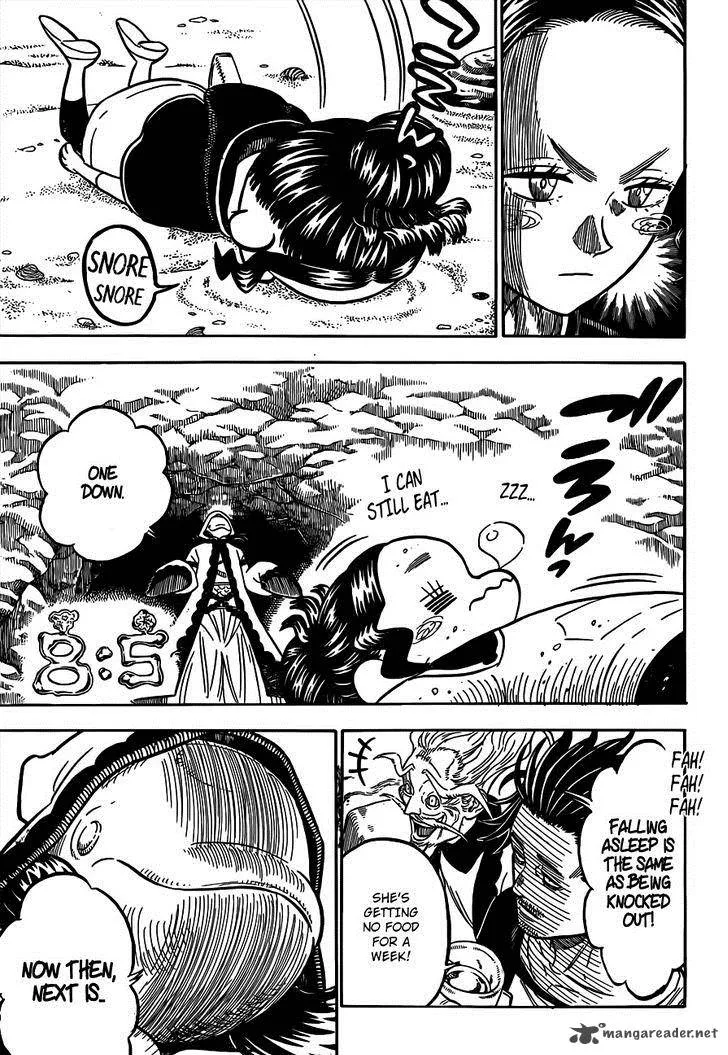 GON
SNORE
SNORE
ONE
DOWN.
I CAN
STILL EAT...
ZZZ...
8:5
FAH!
FAH!
FAH!
FALLING
ASLEEP IS
THE SAME
AS BEING
KNOCKED
OUT!
SHE'S
GETTING
NO FOOD
FOR A
WEEK!
NOW THEN,
NEXT IS..
mangareader.net